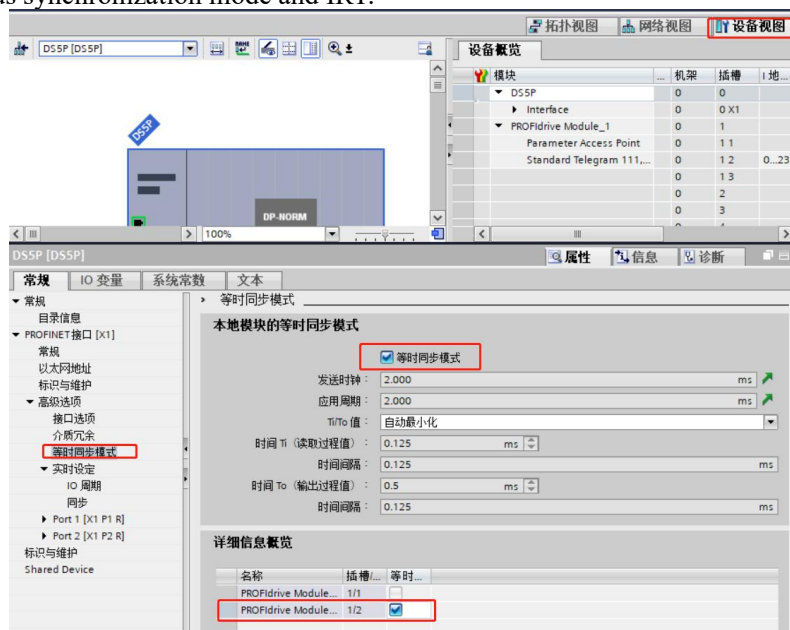 us synchronization mode and IRT.
拓扑视图 网络视图 设备视图
DS5P [DS5P]
设备概览
模块 ... 机架 插槽 I 地...
DS5P 0 0
Interface 0 0 X1
PROFIdrive Module_1 0 1
Parameter Access Point 0 1 1
Standard Telegram 111,... 0 1 2 0...23
0 1 3
0 2
0 3
DS5P
DP-NORM
100%
DS5P [DS5P]
属性 信息 诊断
常规 IO 变量 系统常数 文本
常规
目录信息
PROFINET接口 [X1]
常规
以太网地址
标识与维护
高级选项
接口选项
介质冗余
等时同步模式
实时设定
IO 周期
同步
Port 1 [X1 P1 R]
Port 2 [X1 P2 R]
标识与维护
Shared Device
等时同步模式
本地模块的等时同步模式
等时同步模式
发送时钟: 2.000 ms
应用周期: 2.000 ms
Ti/To 值: 自动最小化
时间 Ti(读取过程值): 0.125 ms
时间间隔: 0.125 ms
时间 To(输出过程值): 0.5 ms
时间间隔: 0.125 ms
详细信息概览
名称 插槽/... 等时...
PROFIdrive Module... 1/1
PROFIdrive Module... 1/2